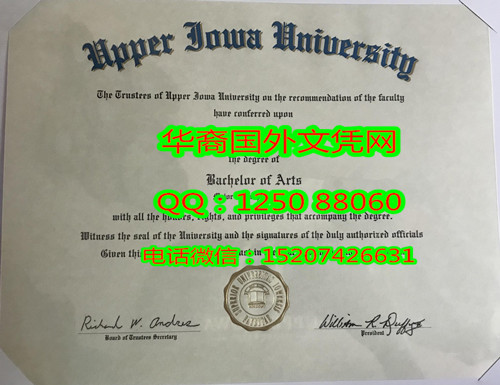 Upper Iowa University
The Trustees of Upper Iowa University on the recommendation of the faculty
have conferred upon
华裔国外文凭网
the degree of
Bachelor of Arts
QQ：1250 88060
with all the honors, rights, and privileges that accompany the degree.
Witness the seal of the University and the signatures of the duly authorized officials
Given this
电话微信：15207426631
Board of Trustees Secretary
President